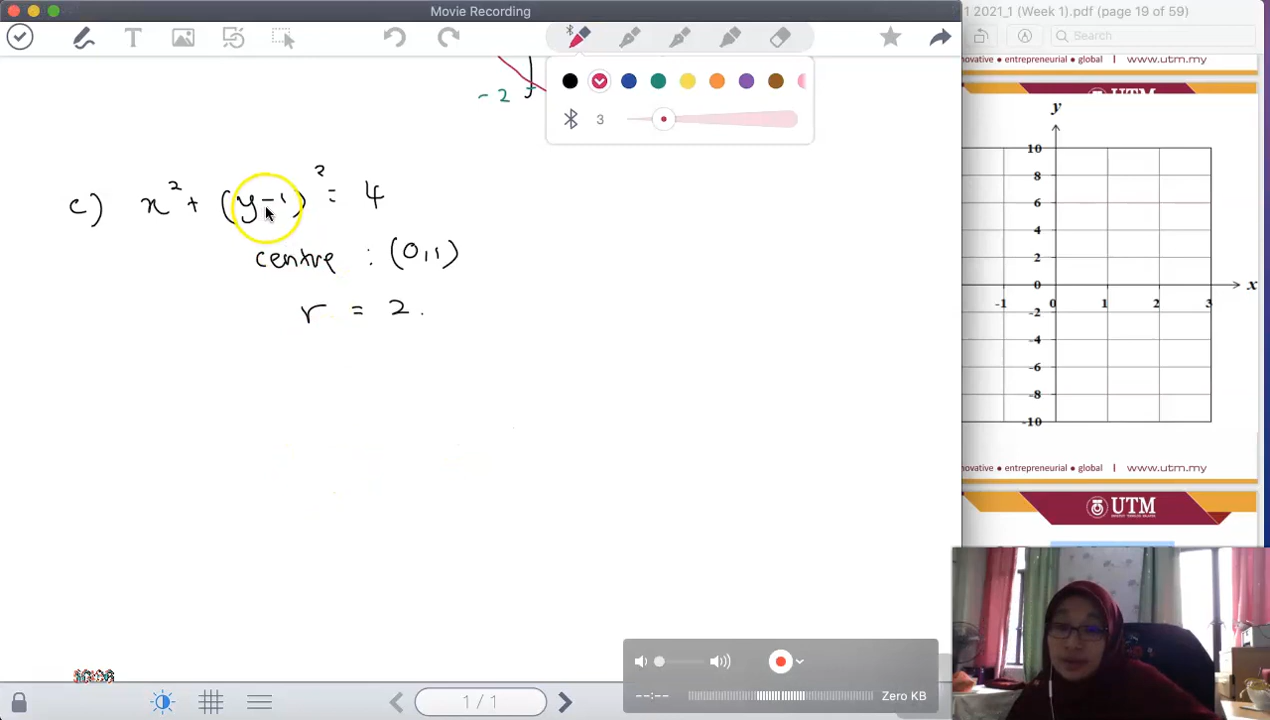 Movie Recording
1 2021_1 (Week 1).pdf (page 19 of 59)
T
Search
novative • entrepreneurial • global | www.utm.my
-2
3
y
10
8
6
4
2
0
-2
-4
-6
-8
-10
-1 0 1 2 3 x
c) x² + (y-1)² = 4
centre : (0,1)
r = 2.
novative • entrepreneurial • global | www.utm.my
UTM
1 / 1
--:-- Zero KB